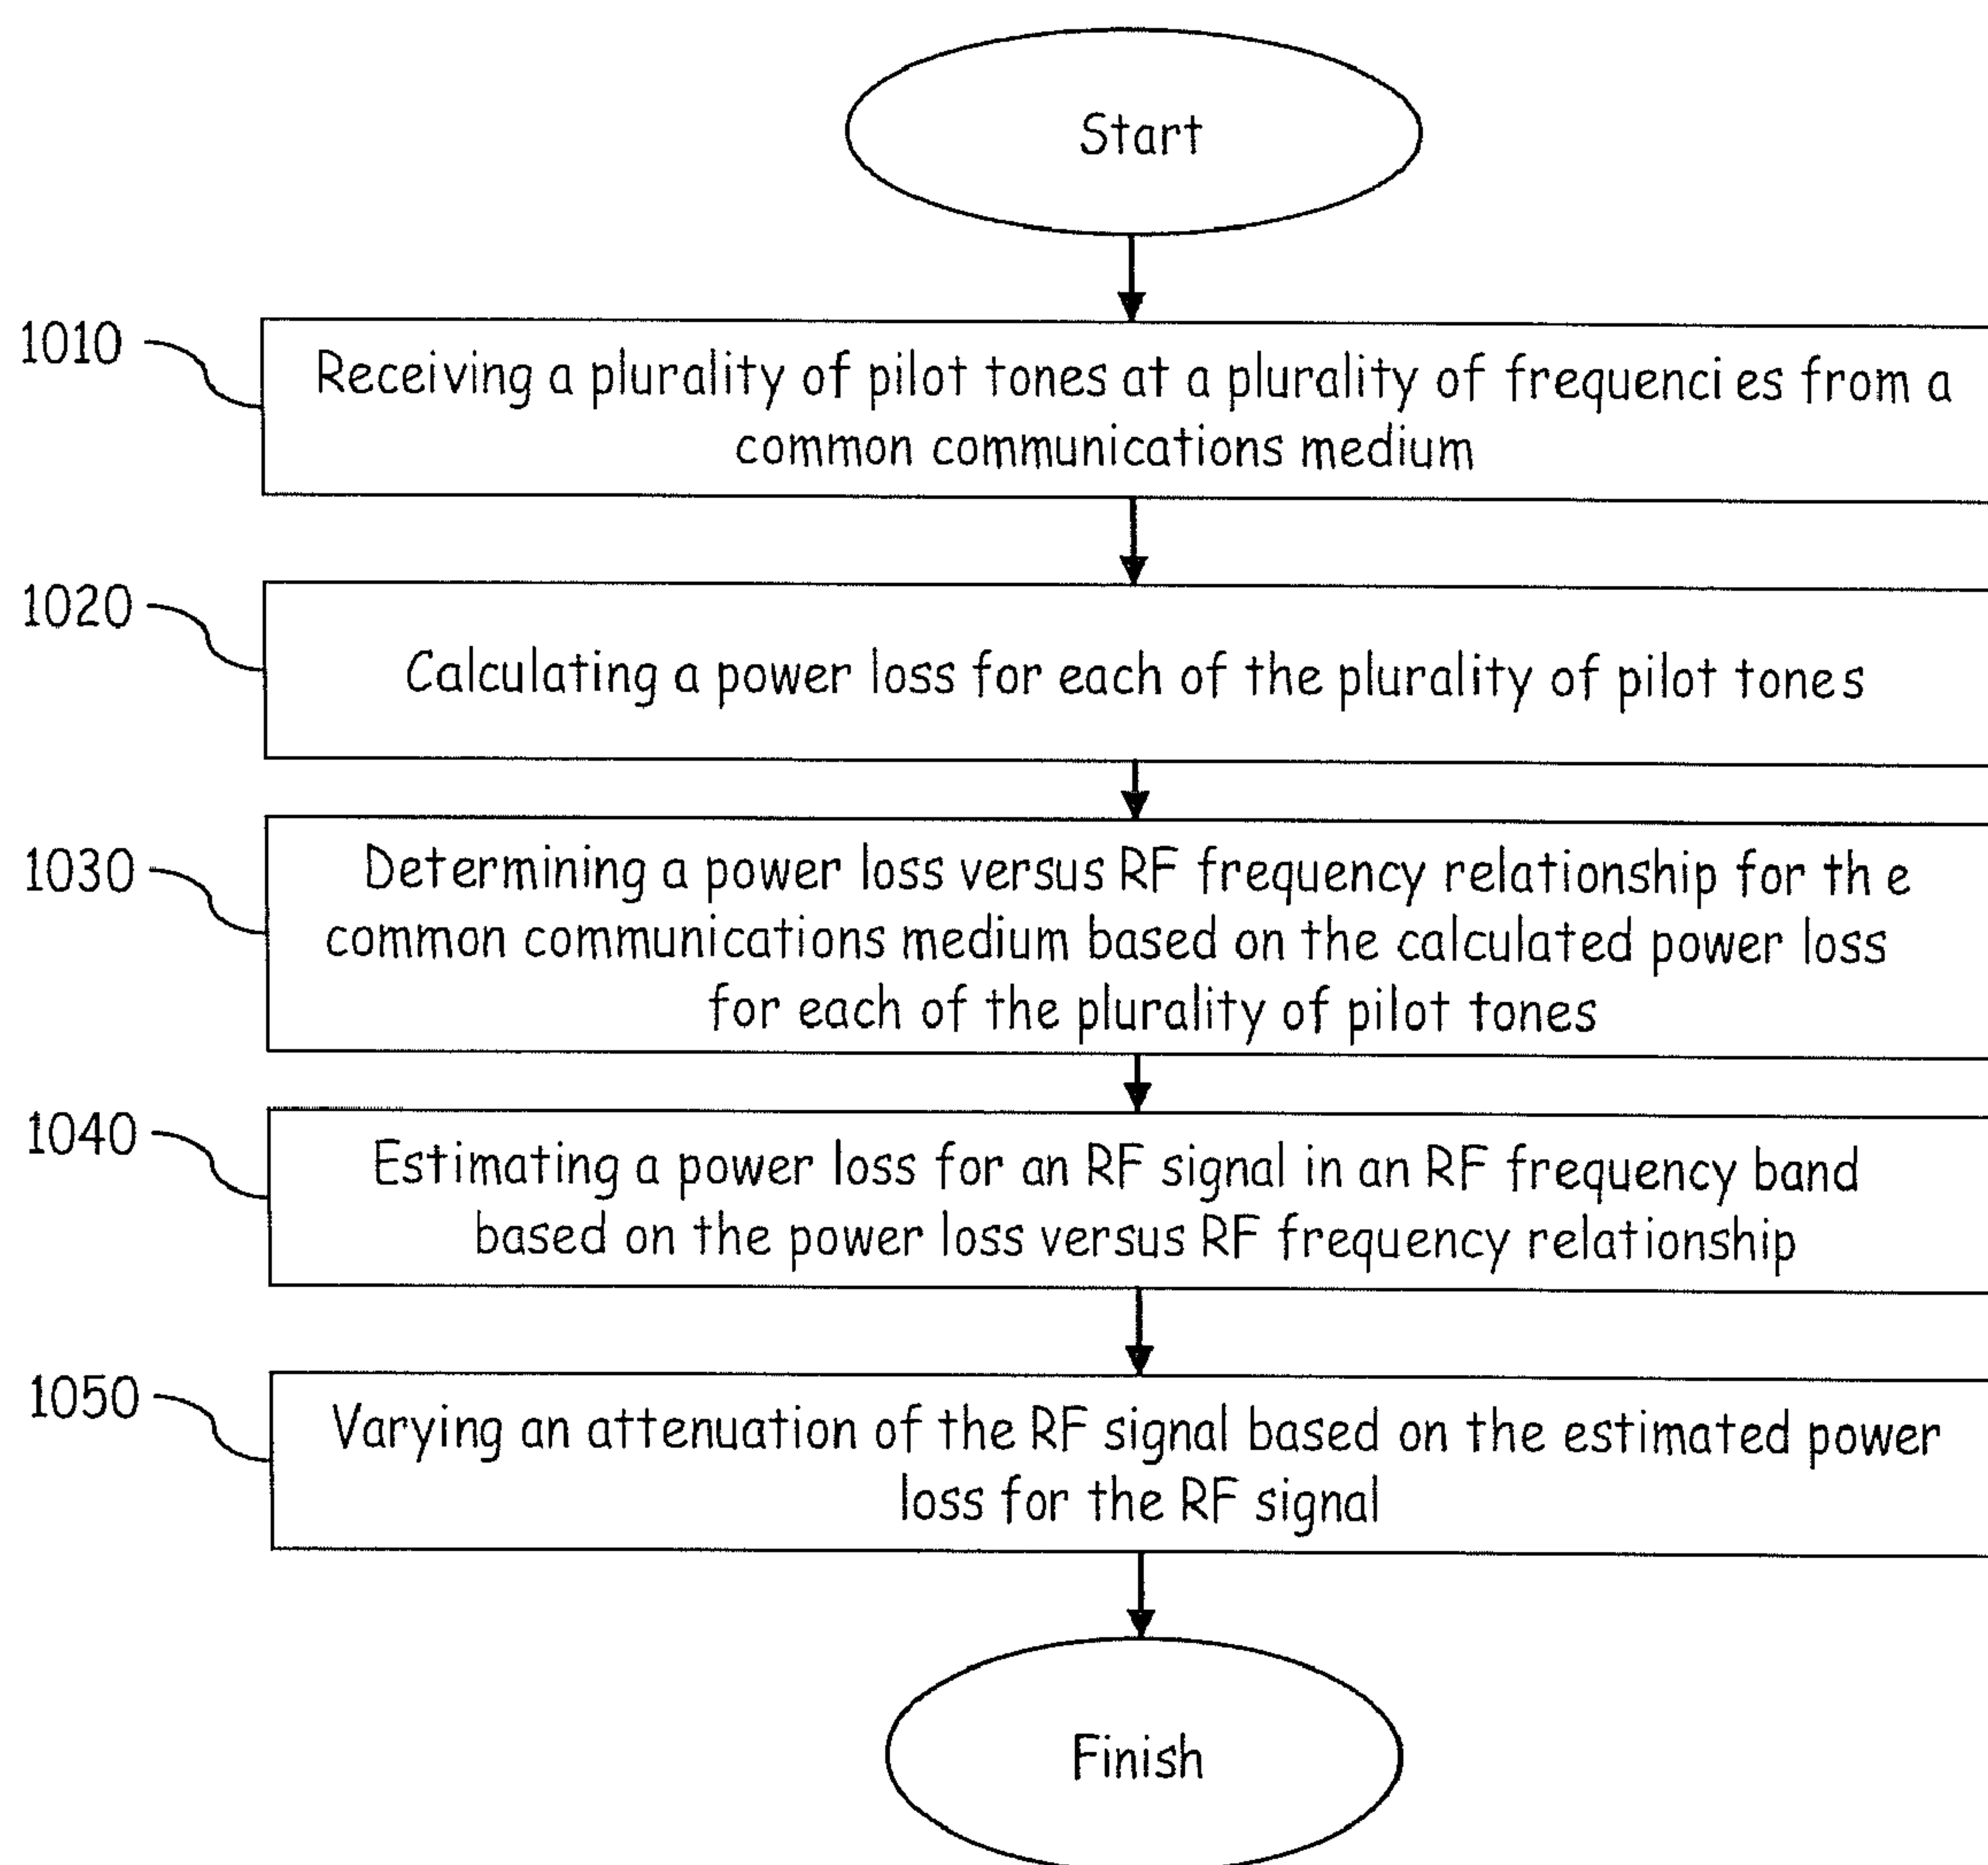 Start
1010
Receiving a plurality of pilot tones at a plurality of frequencies from a
common communications medium
1020
Calculating a power loss for each of the plurality of pilot tones
1030
Determining a power loss versus RF frequency relationship for the
common communications medium based on the calculated power loss
for each of the plurality of pilot tones
1040
Estimating a power loss for an RF signal in an RF frequency band
based on the power loss versus RF frequency relationship
1050
Varying an attenuation of the RF signal based on the estimated power
loss for the RF signal
Finish